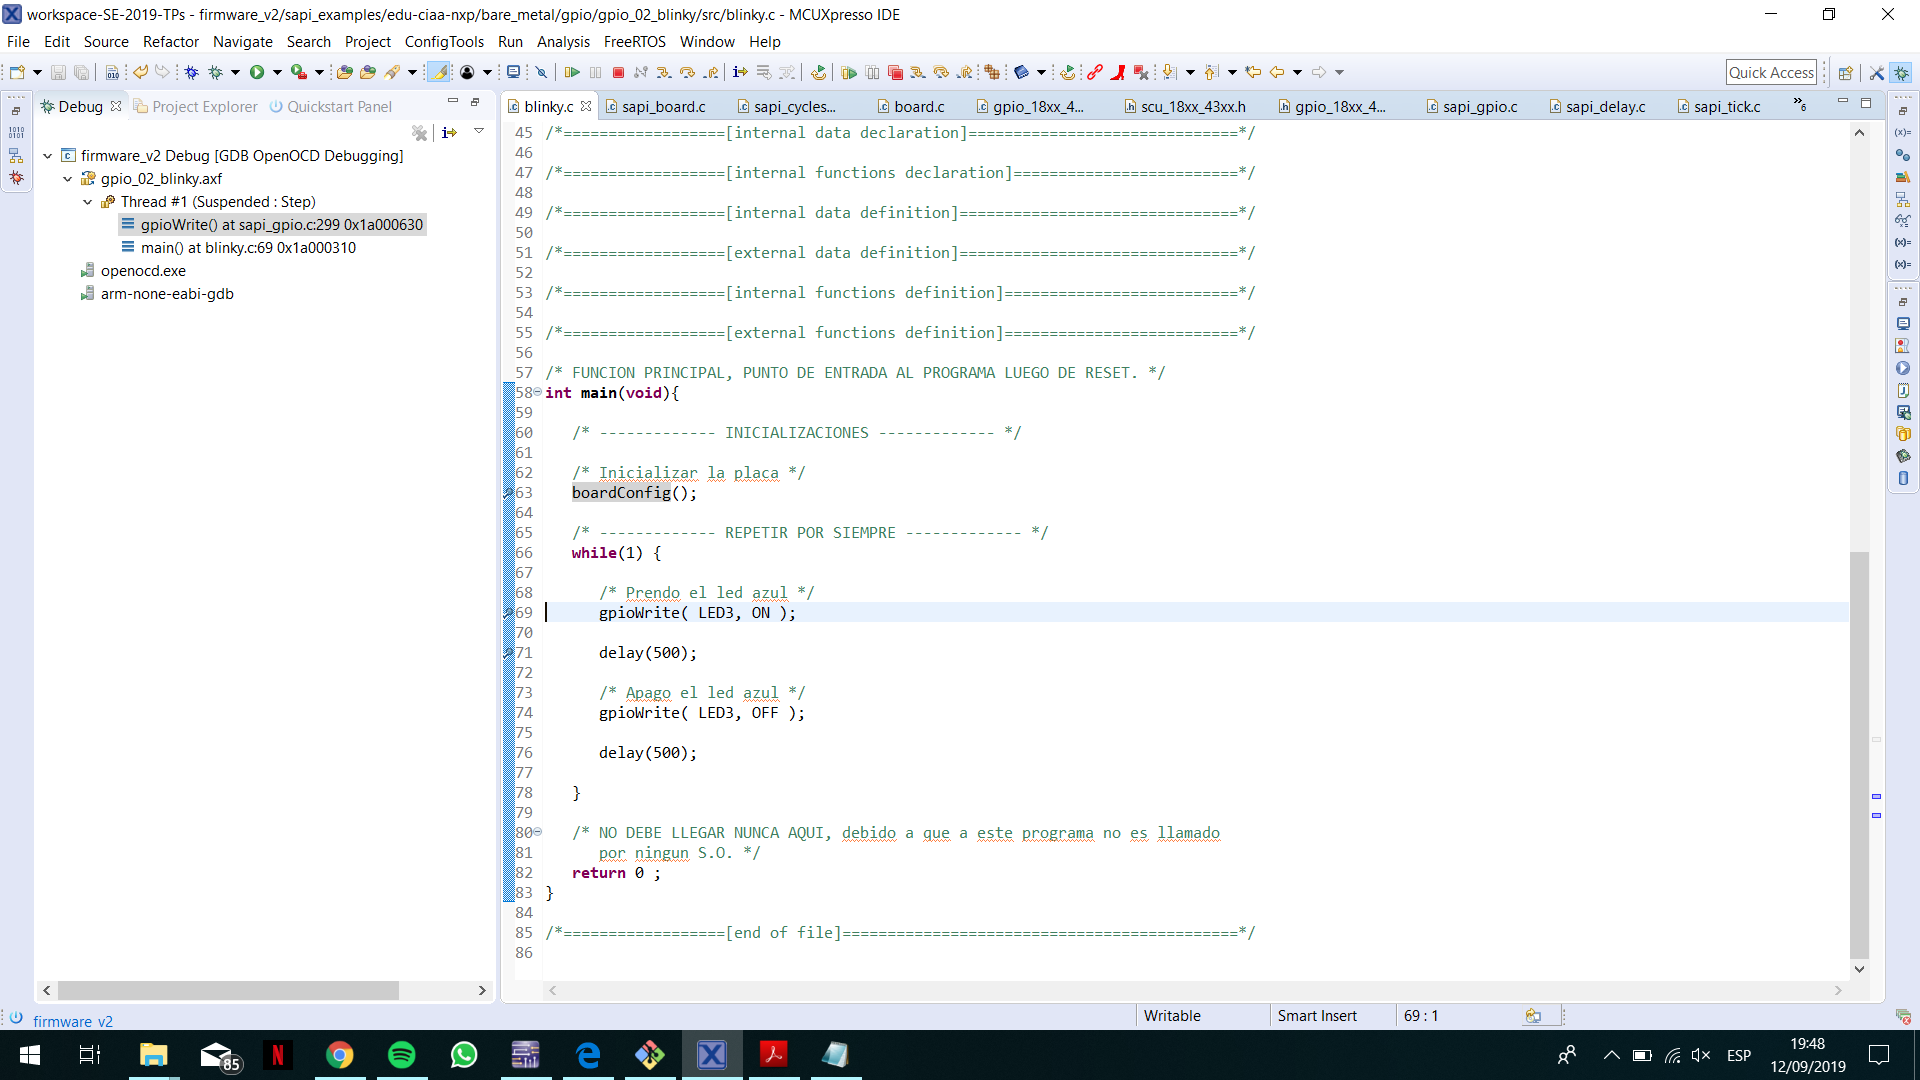 workspace-SE-2019-TPs - firmware_v2/sapi_examples/edu-ciaa-nxp/bare_metal/gpio/gpio_02_blinky/src/blinky.c - MCUXpresso IDE
File Edit Source Refactor Navigate Search Project ConfigTools Run Analysis FreeRTOS Window Help
Quick Access
Debug Project Explorer Quickstart Panel
firmware_v2 Debug [GDB OpenOCD Debugging]
gpio_02_blinky.axf
Thread #1 (Suspended : Step)
gpioWrite() at sapi_gpio.c:299 0x1a000630
main() at blinky.c:69 0x1a000310
openocd.exe
arm-none-eabi-gdb
blinky.c sapi_board.c sapi_cycles... board.c gpio_18xx_4... scu_18xx_43xx.h gpio_18xx_4... sapi_gpio.c sapi_delay.c sapi_tick.c »6
45 /*==================[internal data declaration]==============================*/
46
47 /*==================[internal functions declaration]=========================*/
48
49 /*==================[internal data definition]===============================*/
50
51 /*==================[external data definition]===============================*/
52
53 /*==================[internal functions definition]==========================*/
54
55 /*==================[external functions definition]==========================*/
56
57 /* FUNCION PRINCIPAL, PUNTO DE ENTRADA AL PROGRAMA LUEGO DE RESET. */
58 int main(void){
59
60 /* ------------- INICIALIZACIONES ------------- */
61
62 /* Inicializar la placa */
63 boardConfig();
64
65 /* ------------- REPETIR POR SIEMPRE ------------- */
66 while(1) {
67
68 /* Prendo el led azul */
69 gpioWrite( LED3, ON );
70
71 delay(500);
72
73 /* Apago el led azul */
74 gpioWrite( LED3, OFF );
75
76 delay(500);
77
78 }
79
80 /* NO DEBE LLEGAR NUNCA AQUI, debido a que a este programa no es llamado
81 por ningun S.O. */
82 return 0 ;
83 }
84
85 /*==================[end of file]============================================*/
86
firmware_v2
Writable Smart Insert 69 : 1
85
ESP
19:48
12/09/2019